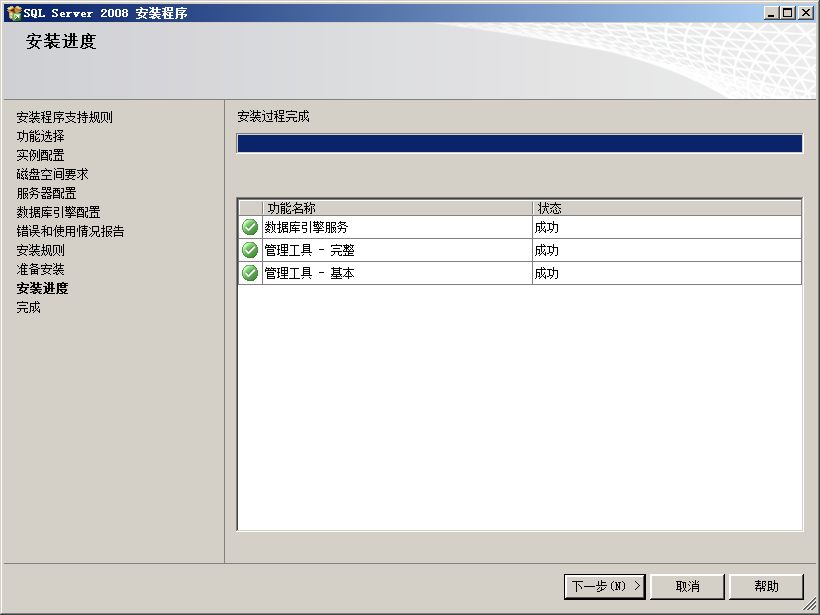 SQL Server 2008 安装程序
安装进度
安装程序支持规则
功能选择
实例配置
磁盘空间要求
服务器配置
数据库引擎配置
错误和使用情况报告
安装规则
准备安装
安装进度
完成
安装过程完成
功能名称 状态
数据库引擎服务 成功
管理工具 - 完整 成功
管理工具 - 基本 成功
下一步(N) > 取消 帮助